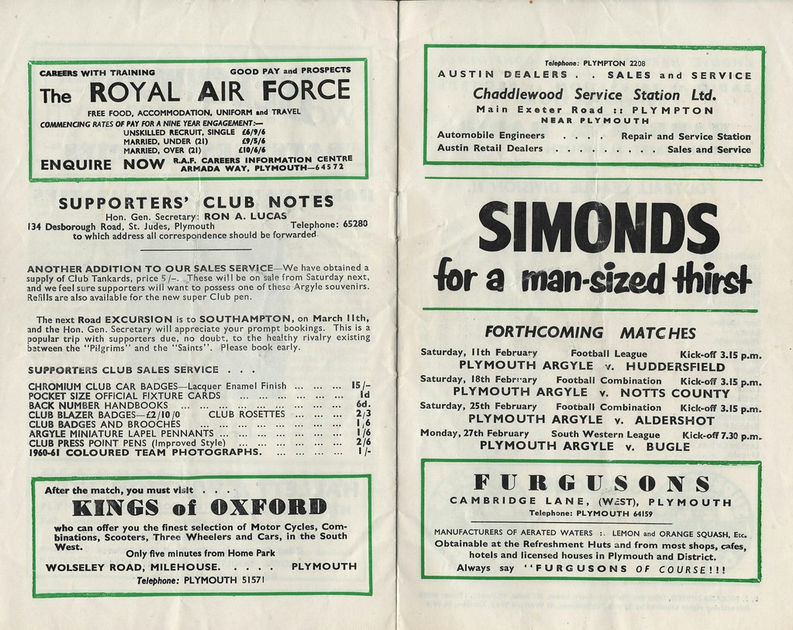 CAREERS WITH TRAINING GOOD PAY and PROSPECTS
The ROYAL AIR FORCE
FREE FOOD, ACCOMMODATION, UNIFORM and TRAVEL
COMMENCING RATES OF PAY FOR A NINE YEAR ENGAGEMENT:—
UNSKILLED RECRUIT, SINGLE £6/9/6
MARRIED, UNDER (21) £9/5/6
MARRIED, OVER (21) £10/6/6
ENQUIRE NOW R.A.F. CAREERS INFORMATION CENTRE
ARMADA WAY, PLYMOUTH—64572
SUPPORTERS' CLUB NOTES
Hon. Gen. Secretary: RON A. LUCAS
134 Desborough Road, St. Judes, Plymouth Telephone: 65280
to which address all correspondence should be forwarded
ANOTHER ADDITION TO OUR SALES SERVICE—We have obtained a
supply of Club Tankards, price 5/–. These will be on sale from Saturday next,
and we feel sure supporters will want to possess one of these Argyle souvenirs.
Refills are also available for the new super Club pen.
The next Road EXCURSION is to SOUTHAMPTON, on March 11th,
and the Hon. Gen. Secretary will appreciate your prompt bookings. This is a
popular trip with supporters due, no doubt, to the healthy rivalry existing
between the "Pilgrims" and the "Saints". Please book early.
SUPPORTERS CLUB SALES SERVICE . . .
CHROMIUM CLUB CAR BADGES—Lacquer Enamel Finish ... ... ... 15/-
POCKET SIZE OFFICIAL FIXTURE CARDS ... ... ... ... 1d
BACK NUMBER HANDBOOKS ... ... ... ... ... ... ... 6d.
CLUB BLAZER BADGES—£2/10/0 CLUB ROSETTES ... ... ... 2/3
CLUB BADGES AND BROOCHES ... ... ... ... ... ... 1/6
ARGYLE MINIATURE LAPEL PENNANTS ... ... ... ... ... 1/6
CLUB PRESS POINT PENS (Improved Style) ... ... ... ... ... 2/6
1960-61 COLOURED TEAM PHOTOGRAPHS. ... ... ... ... 1/-
After the match, you must visit . . . .
KINGS of OXFORD
who can offer you the finest selection of Motor Cycles, Com-
binations, Scooters, Three Wheelers and Cars, in the South
West.
Only five minutes from Home Park
WOLSELEY ROAD, MILEHOUSE. . . . . PLYMOUTH
Telephone: PLYMOUTH 51571
Telephone: PLYMPTON 2208
AUSTIN DEALERS . . SALES and SERVICE
Chaddlewood Service Station Ltd.
Main Exeter Road :: PLYMPTON
NEAR PLYMOUTH
Automobile Engineers . . . . Repair and Service Station
Austin Retail Dealers . . . . . . . . . Sales and Service
SIMONDS
for a man-sized thirst
FORTHCOMING MATCHES
Saturday, 11th February Football League Kick-off 3.15 p.m.
PLYMOUTH ARGYLE v. HUDDERSFIELD
Saturday, 18th February Football Combination Kick-off 3.15 p.m.
PLYMOUTH ARGYLE v. NOTTS COUNTY
Saturday, 25th February Football Combination Kick-off 3.15 p.m.
PLYMOUTH ARGYLE v. ALDERSHOT
Monday, 27th February South Western League Kick-off 7.30 p.m.
PLYMOUTH ARGYLE v. BUGLE
FURGUSONS
CAMBRIDGE LANE, (WEST), PLYMOUTH
Telephone: PLYMOUTH 64159
MANUFACTURERS OF AERATED WATERS :. LEMON and ORANGE SQUASH, Etc.
Obtainable at the Refreshment Huts and from most shops, cafes,
hotels and licensed houses in Plymouth and District.
Always say "FURGUSONS OF COURSE!!!